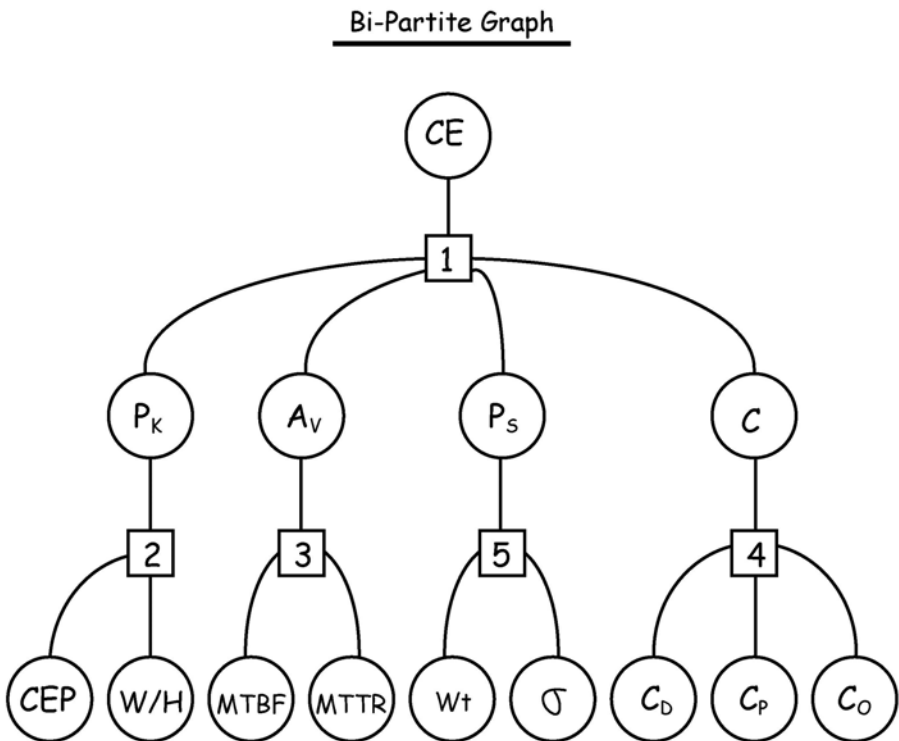 Bi-Partite Graph
CE
1
PK
AV
PS
C
2
3
5
4
CEP
W/H
MTBF
MTTR
Wt
σ
CD
CP
CO